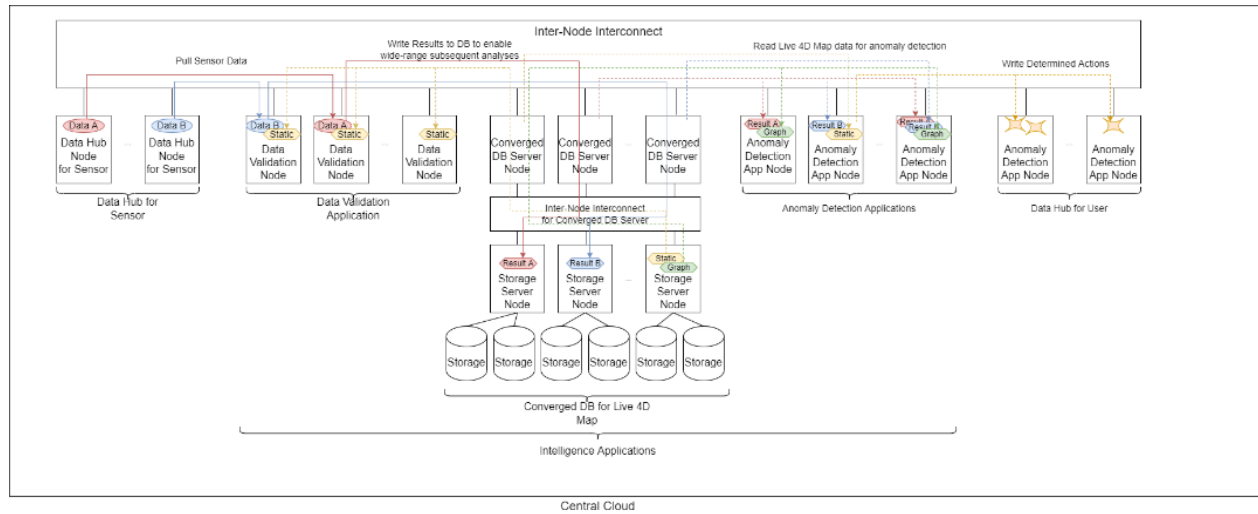 Inter-Node Interconnect
Write Results to DB to enable
wide-range subsequent analyses
Read Live 4D Map data for anomaly detection
Pull Sensor Data
Write Determined Actions
Data A
Data Hub
Node
for Sensor
...
Data B
Data Hub
Node
for Sensor
Data B
Static
Data
Validation
Node
Data A
Static
Data
Validation
Node
...
Static
Data
Validation
Node
Converged
DB Server
Node
Converged
DB Server
Node
...
Converged
DB Server
Node
Result A
Graph
Anomaly
Detection
App Node
Result B
Static
Anomaly
Detection
App Node
...
Result A
Result B
Graph
Anomaly
Detection
App Node
Anomaly
Detection
App Node
...
Anomaly
Detection
App Node
Data Hub for
Sensor
Data Validation
Application
Inter-Node Interconnect
for Converged DB Server
Anomaly Detection Applications
Data Hub for User
Result A
Storage
Server
Node
Result B
Storage
Server
Node
...
Static
Graph
Storage
Server
Node
Storage
Storage
Storage
Storage
Storage
Storage
Converged DB for Live 4D
Map
Intelligence Applications
Central Cloud